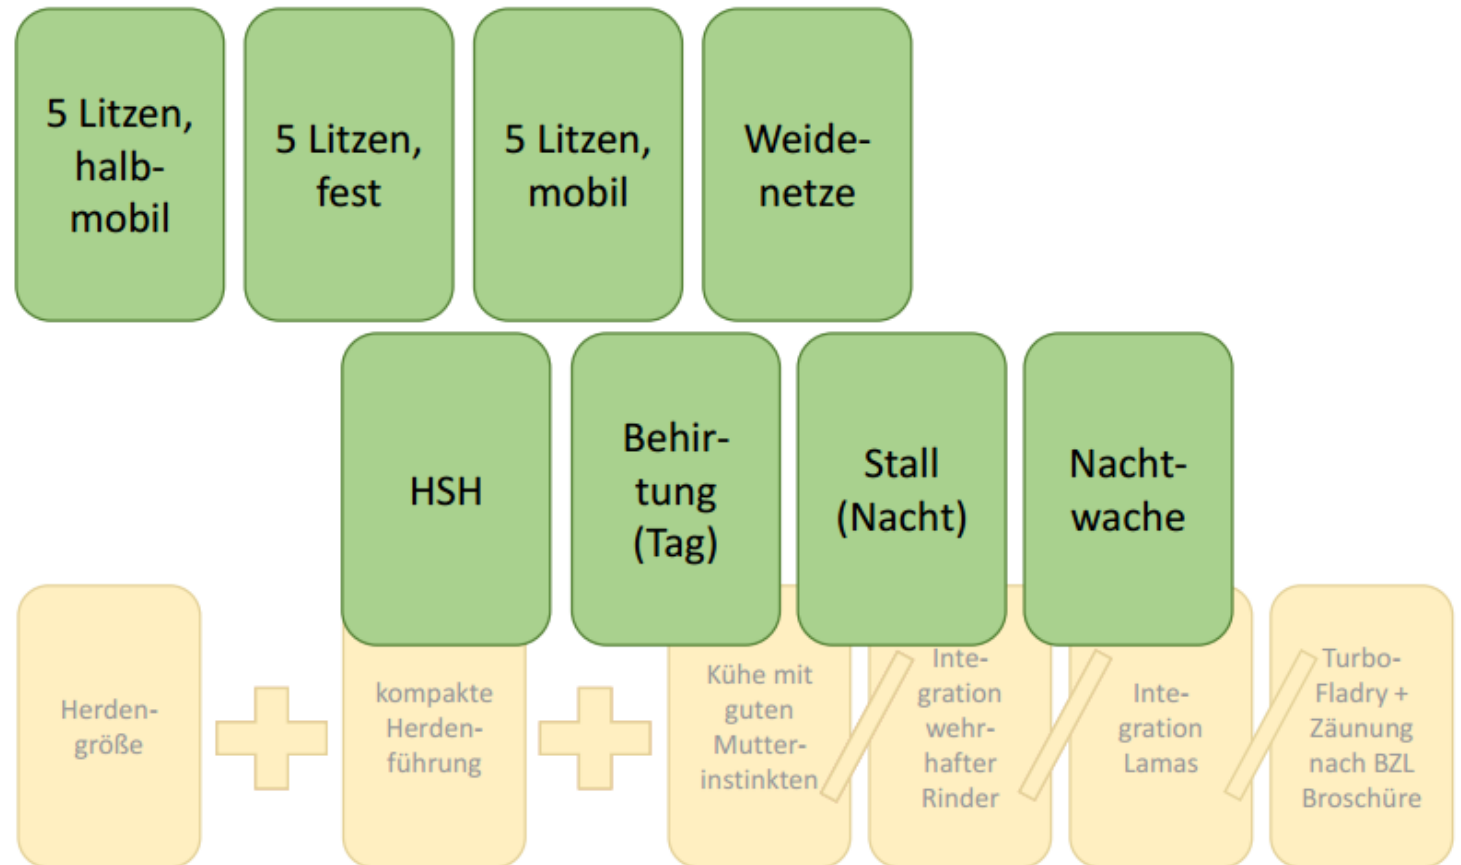 5 Litzen,
halb-
mobil
5 Litzen,
fest
5 Litzen,
mobil
Weide-
netze
HSH
Behir-
tung
(Tag)
Stall
(Nacht)
Nacht-
wache
Herden-
größe
kompakte
Herden-
führung
Kühe mit
guten
Mutter-
instinkten
Inte-
gration
wehr-
hafter
Rinder
Inte-
gration
Lamas
Turbo-
Fladry +
Zäunung
nach BZL
Broschüre